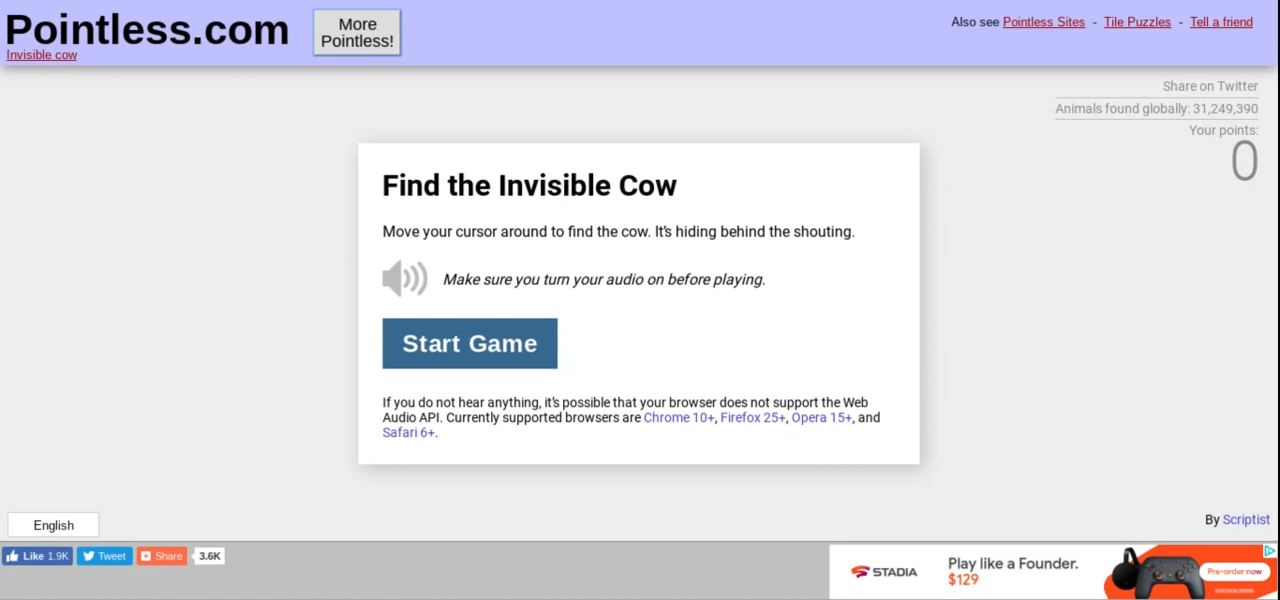 Pointless.com
More
Pointless!
Also see Pointless Sites - Tile Puzzles - Tell a friend
Invisible cow
Share on Twitter
Animals found globally: 31,249,390
Your points:
0
Find the Invisible Cow
Move your cursor around to find the cow. It's hiding behind the shouting.
Make sure you turn your audio on before playing.
Start Game
If you do not hear anything, it's possible that your browser does not support the Web
Audio API. Currently supported browsers are Chrome 10+, Firefox 25+, Opera 15+, and
Safari 6+.
English
By Scriptist
Like 1.9K
Tweet
Share
3.6K
STADIA
Play like a Founder.
$129
Pre-order now